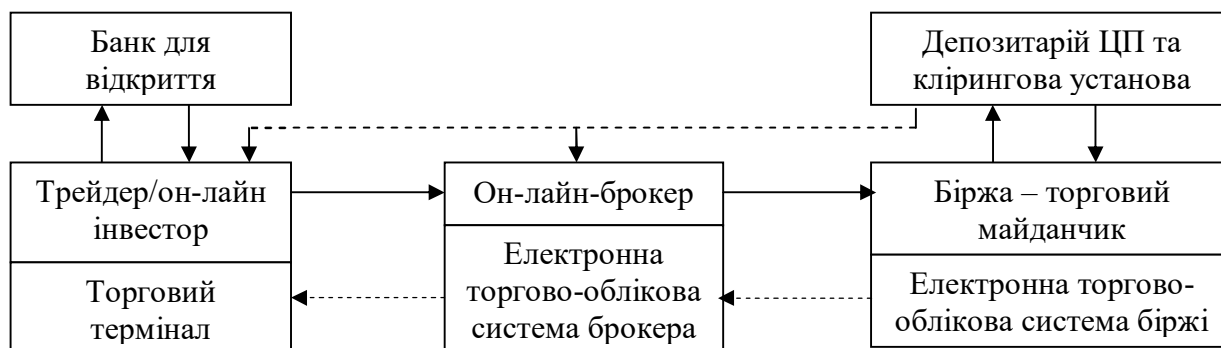 Банк для
відкриття
Депозитарій ЦП та
клірингова установа
Трейдер/он-лайн
інвестор
Он-лайн-брокер
Біржа – торговий
майданчик
Торговий
термінал
Електронна
торгово-облікова
система брокера
Електронна торгово-
облікова система біржі